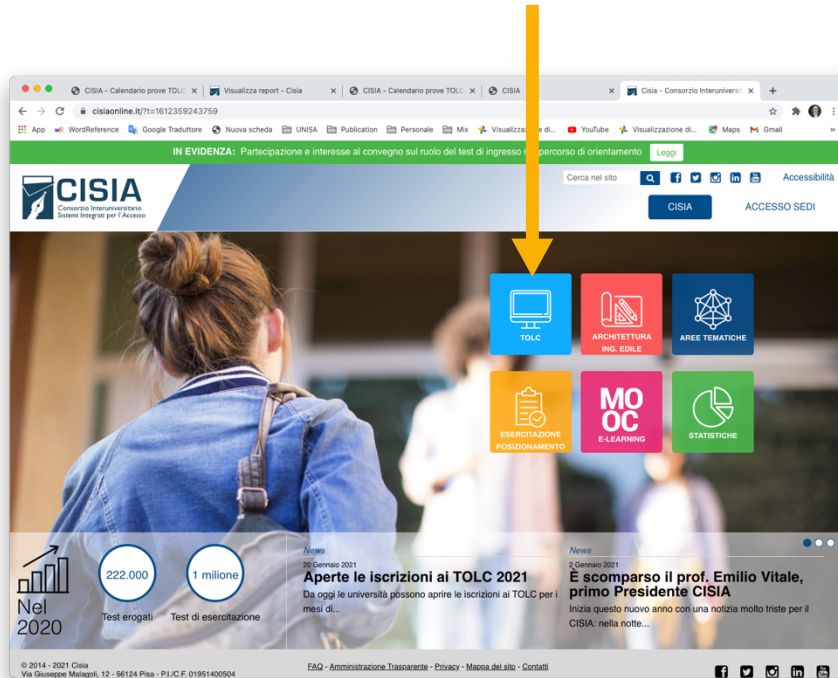 CISIA - Calendario prove TOLC
Visualizza report - Cisia
CISIA - Calendario prove TOLC
CISIA
Cisia - Consorzio Interuniversit
cisiaonline.it/?t=1612359243759
App WordReference Google Traduttore Nuova scheda UNISA Publication Personale Mix Visualizzazione di... YouTube Visualizzazione di... Maps Gmail »
IN EVIDENZA: Partecipazione e interesse al convegno sul ruolo del test di ingresso percorso di orientamento Leggi
Cerca nel sito
Accessibilità
CISIA
Consorzio Interuniversitario
Sistemi Integrati per l'Accesso
CISIA
ACCESSO SEDI
TOLC
ARCHITETTURA
ING. EDILE
AREE TEMATICHE
ESERCITAZIONE
POSIZIONAMENTO
MO
OC
E-LEARNING
STATISTICHE
Nel
2020
222.000
Test erogati
1 milione
Test di esercitazione
News
20 Gennaio 2021
Aperte le iscrizioni ai TOLC 2021
Da oggi le università possono aprire le iscrizioni ai TOLC per i
mesi di...
News
2 Gennaio 2021
È scomparso il prof. Emilio Vitale,
primo Presidente CISIA
Inizia questo nuovo anno con una notizia molto triste per il
CISIA: nella notte...
© 2014 - 2021 Cisia
Via Giuseppe Malagoli, 12 - 56124 Pisa - P.I./C.F. 01951400504
FAQ - Amministrazione Trasparente - Privacy - Mappa del sito - Contatti